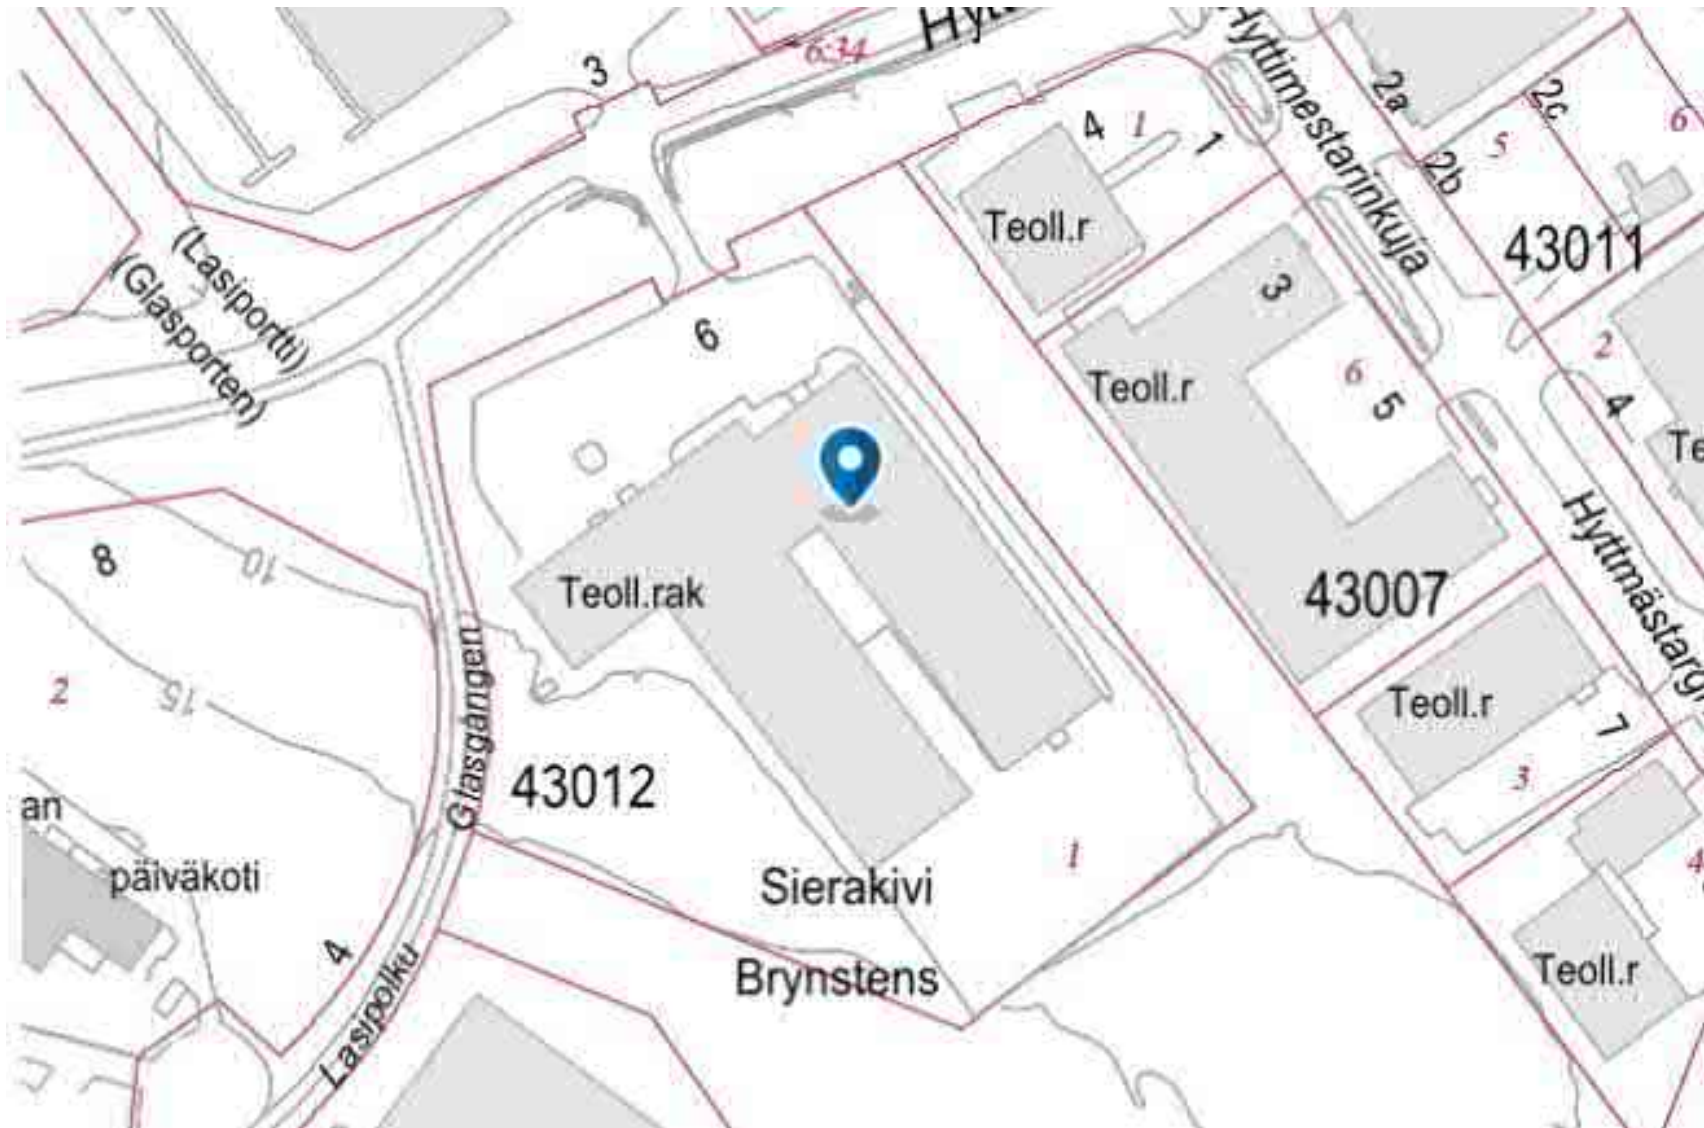 3
6:34
4
1
1
Hyttimestarinkuja
2a
2c
5
6
2b
Teoll.r
43011
(Lasiportti)
(Glasporten)
3
6
Teoll.r
6
5
2
4
8
10
Teoll.rak
43007
2
15
Glasgången
Teoll.r
7
43012
3
an
päiväkoti
1
4
Sierakivi
Brynstens
4
Lasipolku
Teoll.r